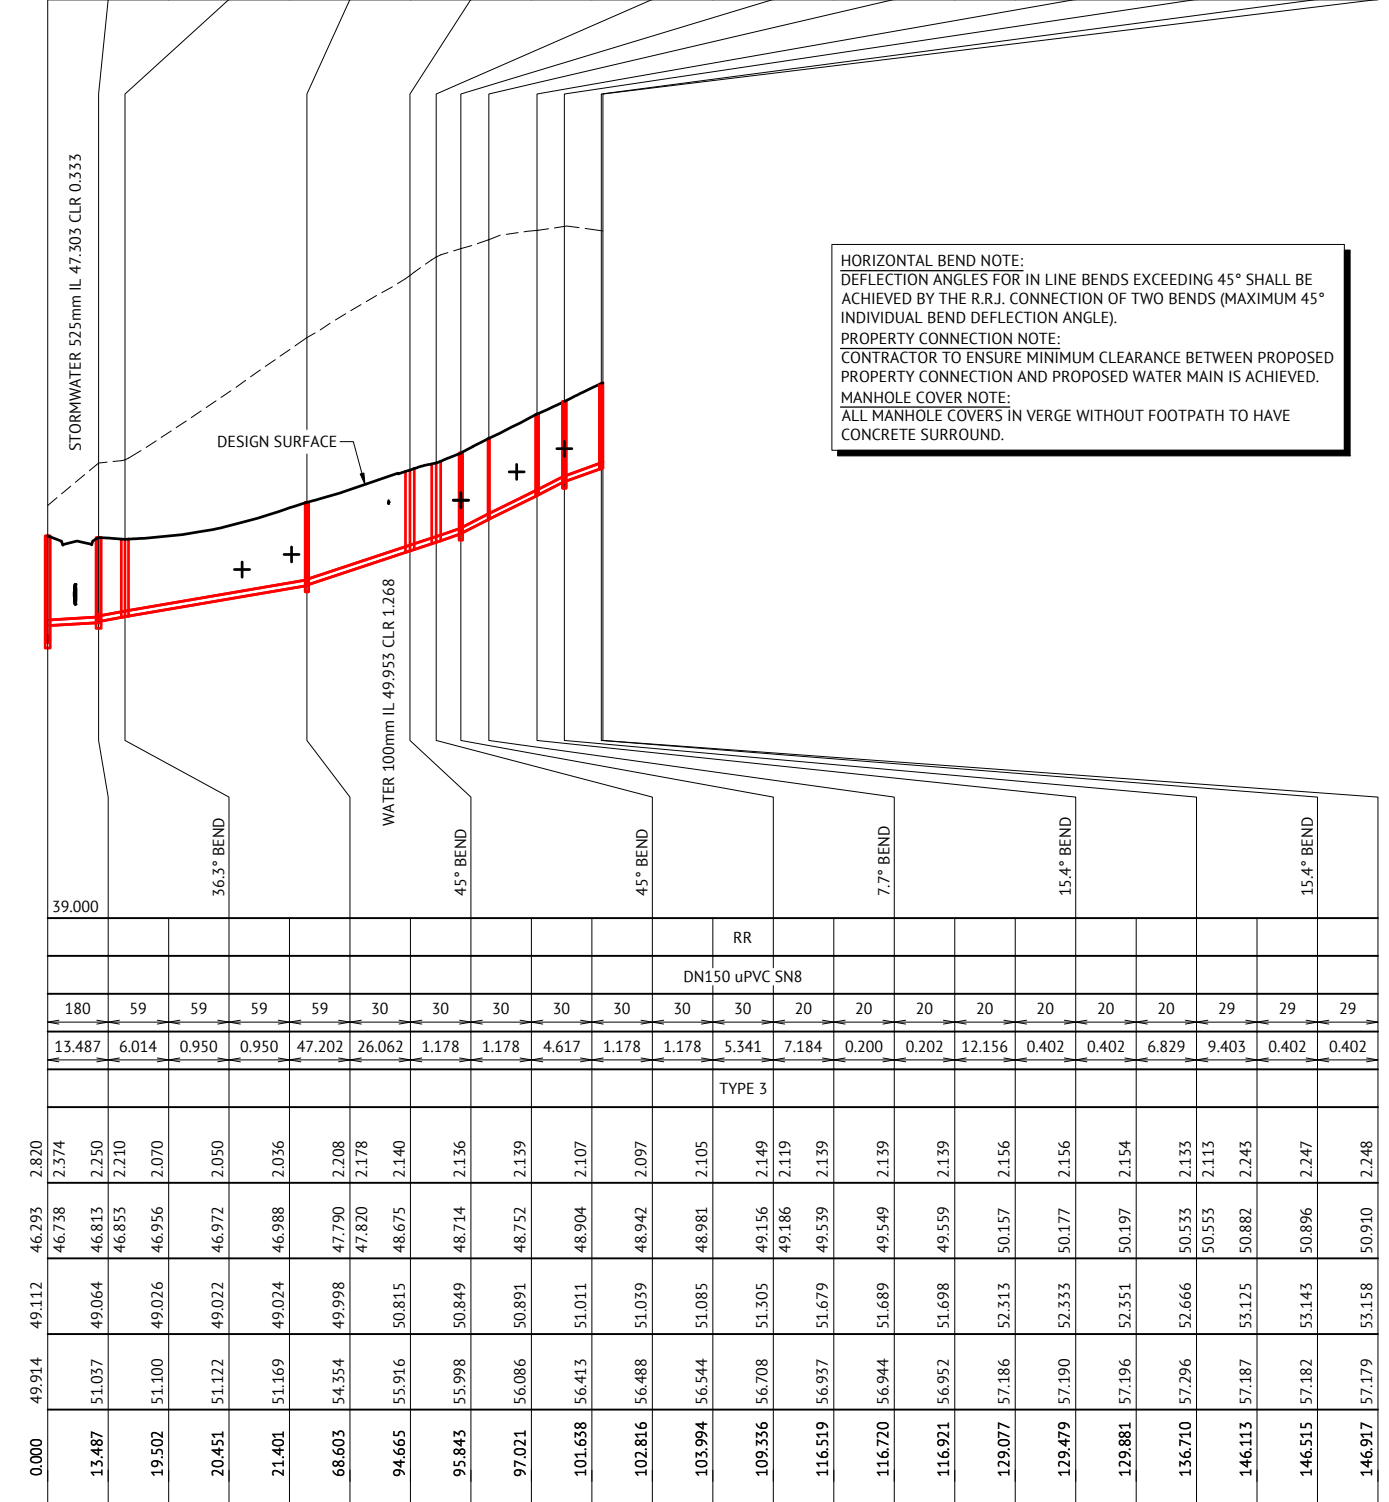 STORMWATER 525mm IL 47.303 CLR 0.333
HORIZONTAL BEND NOTE:
DEFLECTION ANGLES FOR IN LINE BENDS EXCEEDING 45° SHALL BE
ACHIEVED BY THE R.R.J. CONNECTION OF TWO BENDS (MAXIMUM 45°
INDIVIDUAL BEND DEFLECTION ANGLE).
PROPERTY CONNECTION NOTE:
CONTRACTOR TO ENSURE MINIMUM CLEARANCE BETWEEN PROPOSED
PROPERTY CONNECTION AND PROPOSED WATER MAIN IS ACHIEVED.
MANHOLE COVER NOTE:
ALL MANHOLE COVERS IN VERGE WITHOUT FOOTPATH TO HAVE
CONCRETE SURROUND.
DESIGN SURFACE
WATER 100mm IL 49.953 CLR 1.268
36.3° BEND
45° BEND
45° BEND
7.7° BEND
15.4° BEND
15.4° BEND
39.000
RR
DN150 uPVC SN8
180 59 59 59 59 30 30 30 30 30 30 30 20 20 20 20 20 20 20 29 29 29
13.487 6.014 0.950 0.950 47.202 26.062 1.178 1.178 4.617 1.178 1.178 5.341 7.184 0.200 0.202 12.156 0.402 0.402 6.829 9.403 0.402 0.402
TYPE 3
2.820 2.374 2.250 2.210 2.070 2.050 2.036 2.208 2.178 2.140 2.136 2.139 2.107 2.097 2.105 2.149 2.119 2.139 2.139 2.139 2.156 2.156 2.154 2.133 2.113 2.243 2.247 2.248
46.293 46.738 46.813 46.853 46.956 46.972 46.988 47.790 47.820 48.675 48.714 48.752 48.904 48.942 48.981 49.156 49.186 49.539 49.549 49.559 50.157 50.177 50.197 50.533 50.553 50.882 50.896 50.910
49.112 49.064 49.026 49.022 49.024 49.998 50.815 50.849 50.891 51.011 51.039 51.085 51.305 51.679 51.689 51.698 52.313 52.333 52.351 52.666 53.125 53.143 53.158
49.914 51.037 51.100 51.122 51.169 54.354 55.916 55.998 56.086 56.413 56.488 56.544 56.708 56.937 56.944 56.952 57.186 57.190 57.196 57.296 57.187 57.182 57.179
0.000 13.487 19.502 20.451 21.401 68.603 94.665 95.843 97.021 101.638 102.816 103.994 109.336 116.519 116.720 116.921 129.077 129.479 129.881 136.710 146.113 146.515 146.917